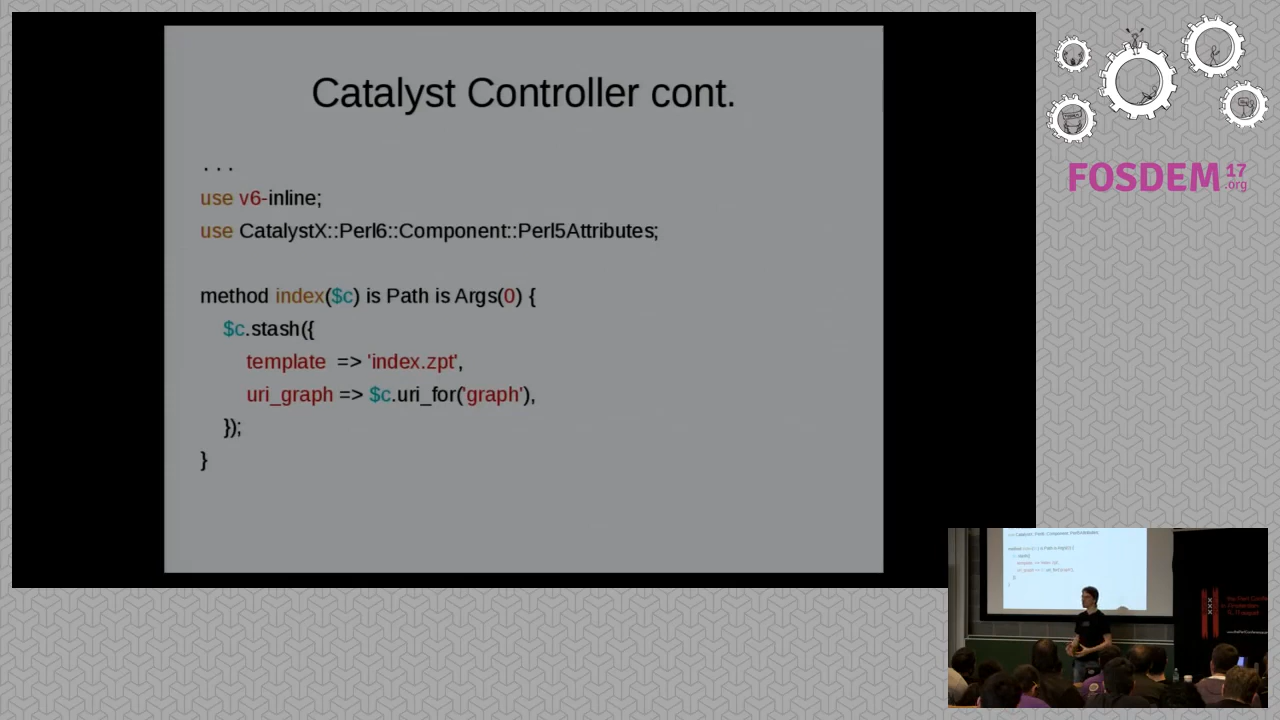 Catalyst Controller cont.
. . .
use v6-inline;
use CatalystX::Perl6::Component::Perl5Attributes;
method index($c) is Path is Args(0) {
$c.stash({
template => 'index.zpt',
uri_graph => $c.uri_for('graph'),
});
}
FOSDEM 17
.org